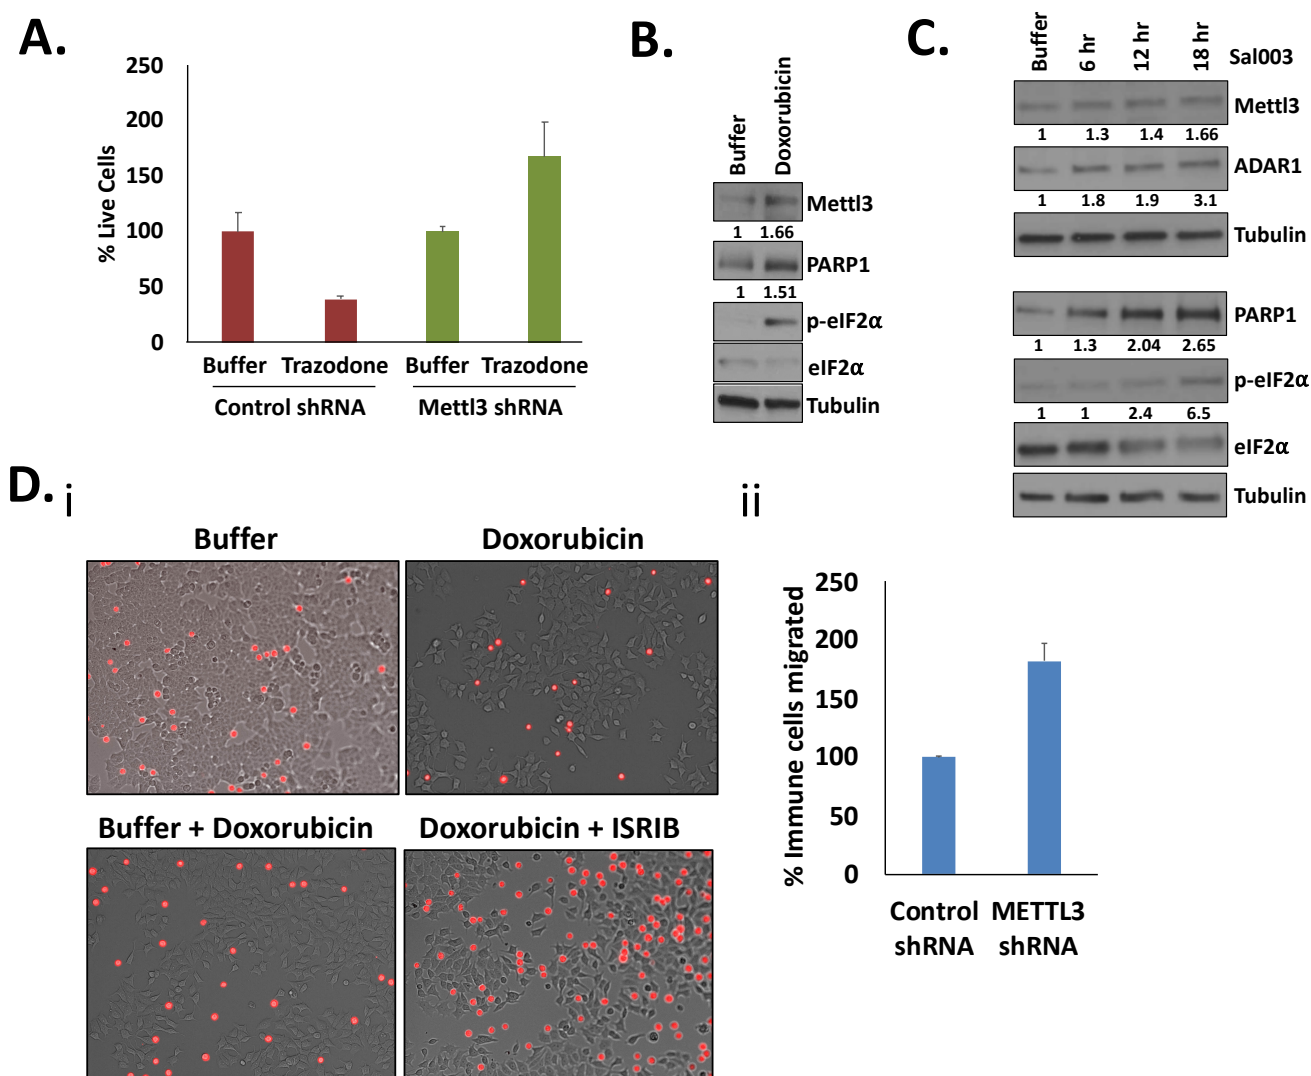 A.
250
200
150
100
50
0
% Live Cells
Buffer Trazodone Buffer Trazodone
Control shRNA Mettl3 shRNA
B.
Buffer Doxorubicin
Mettl3
1 1.66
PARP1
1 1.51
p-eIF2α
eIF2α
Tubulin
C.
Buffer 6 hr 12 hr 18 hr Sal003
Mettl3
1 1.3 1.4 1.66
ADAR1
1 1.8 1.9 3.1
Tubulin
PARP1
1 1.3 2.04 2.65
p-eIF2α
1 1 2.4 6.5
eIF2α
Tubulin
D.
i
Buffer Doxorubicin
Buffer + Doxorubicin Doxorubicin + ISRIB
ii
250
200
150
100
50
0
% Immune cells migrated
Control METTL3
shRNA shRNA